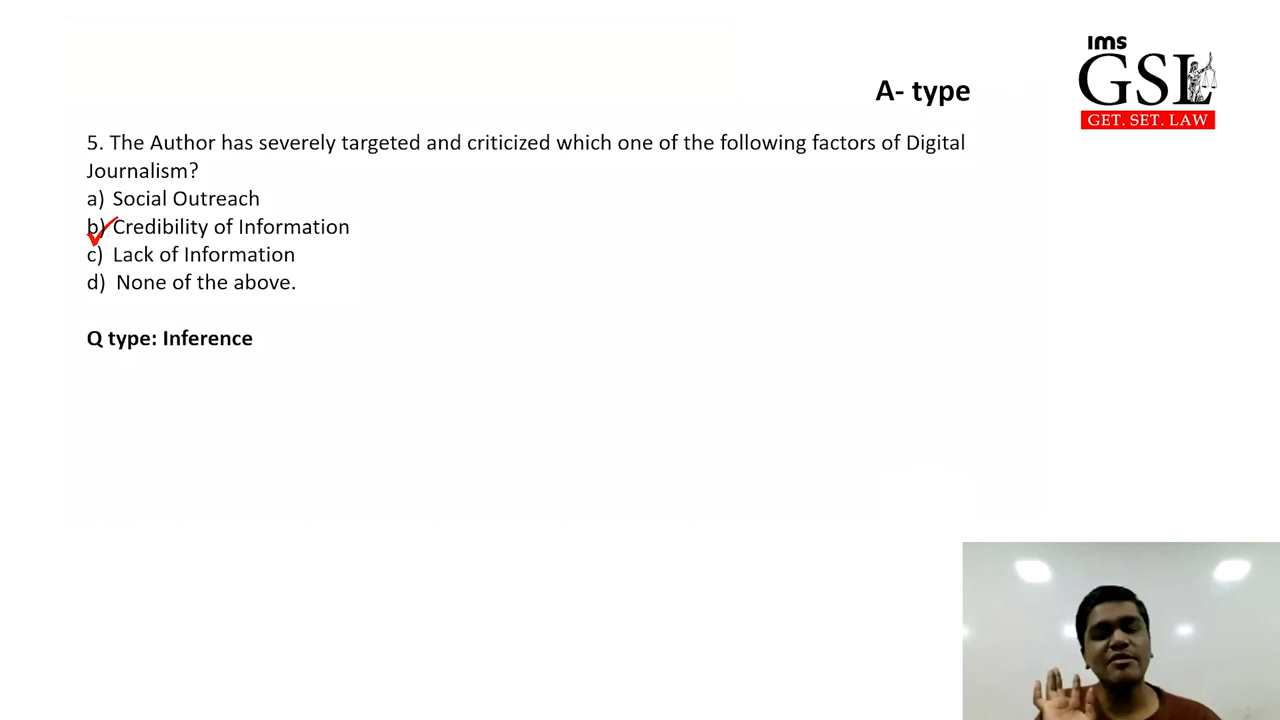 ims
GSL
GET. SET. LAW
A- type
5. The Author has severely targeted and criticized which one of the following factors of Digital
Journalism?
a) Social Outreach
b) Credibility of Information
c) Lack of Information
d) None of the above.
Q type: Inference